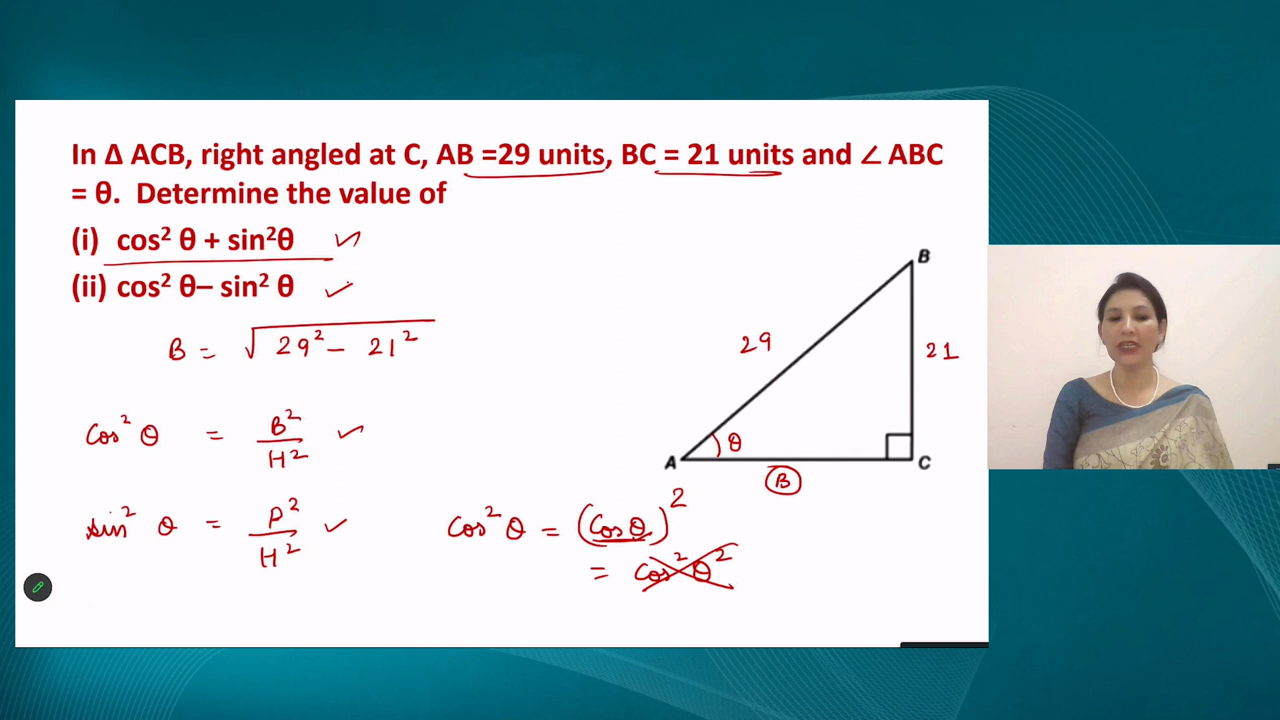 In Δ ACB, right angled at C, AB =29 units, BC = 21 units and ∠ ABC
= θ. Determine the value of
(i) cos² θ + sin²θ
(ii) cos² θ– sin² θ
B = √29² – 21²
cos² θ = B²/H²
sin² θ = P²/H²
cos² θ = (cosθ)²
= cos² θ²
B
29
21
A
θ
C
B